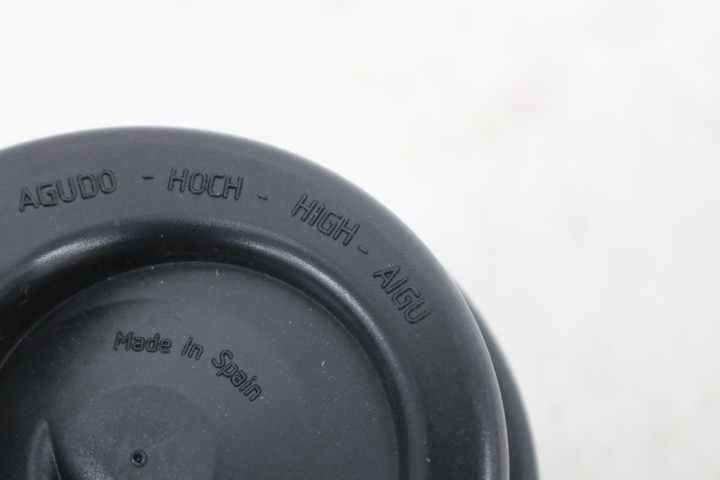 AGUDO - HOCH - HIGH - AIGU
Made in Spain